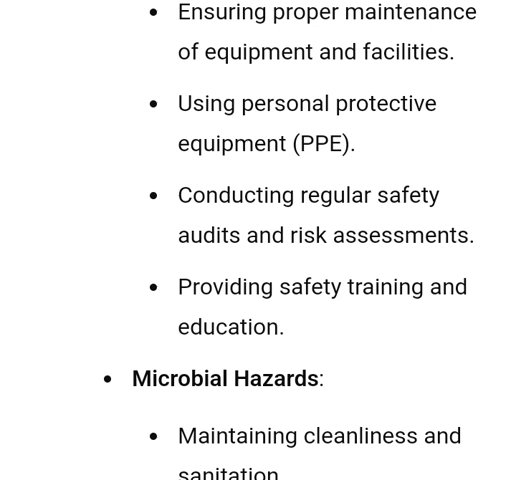 • Ensuring proper maintenance
of equipment and facilities.
• Using personal protective
equipment (PPE).
• Conducting regular safety
audits and risk assessments.
• Providing safety training and
education.
• Microbial Hazards:
• Maintaining cleanliness and
sanitation